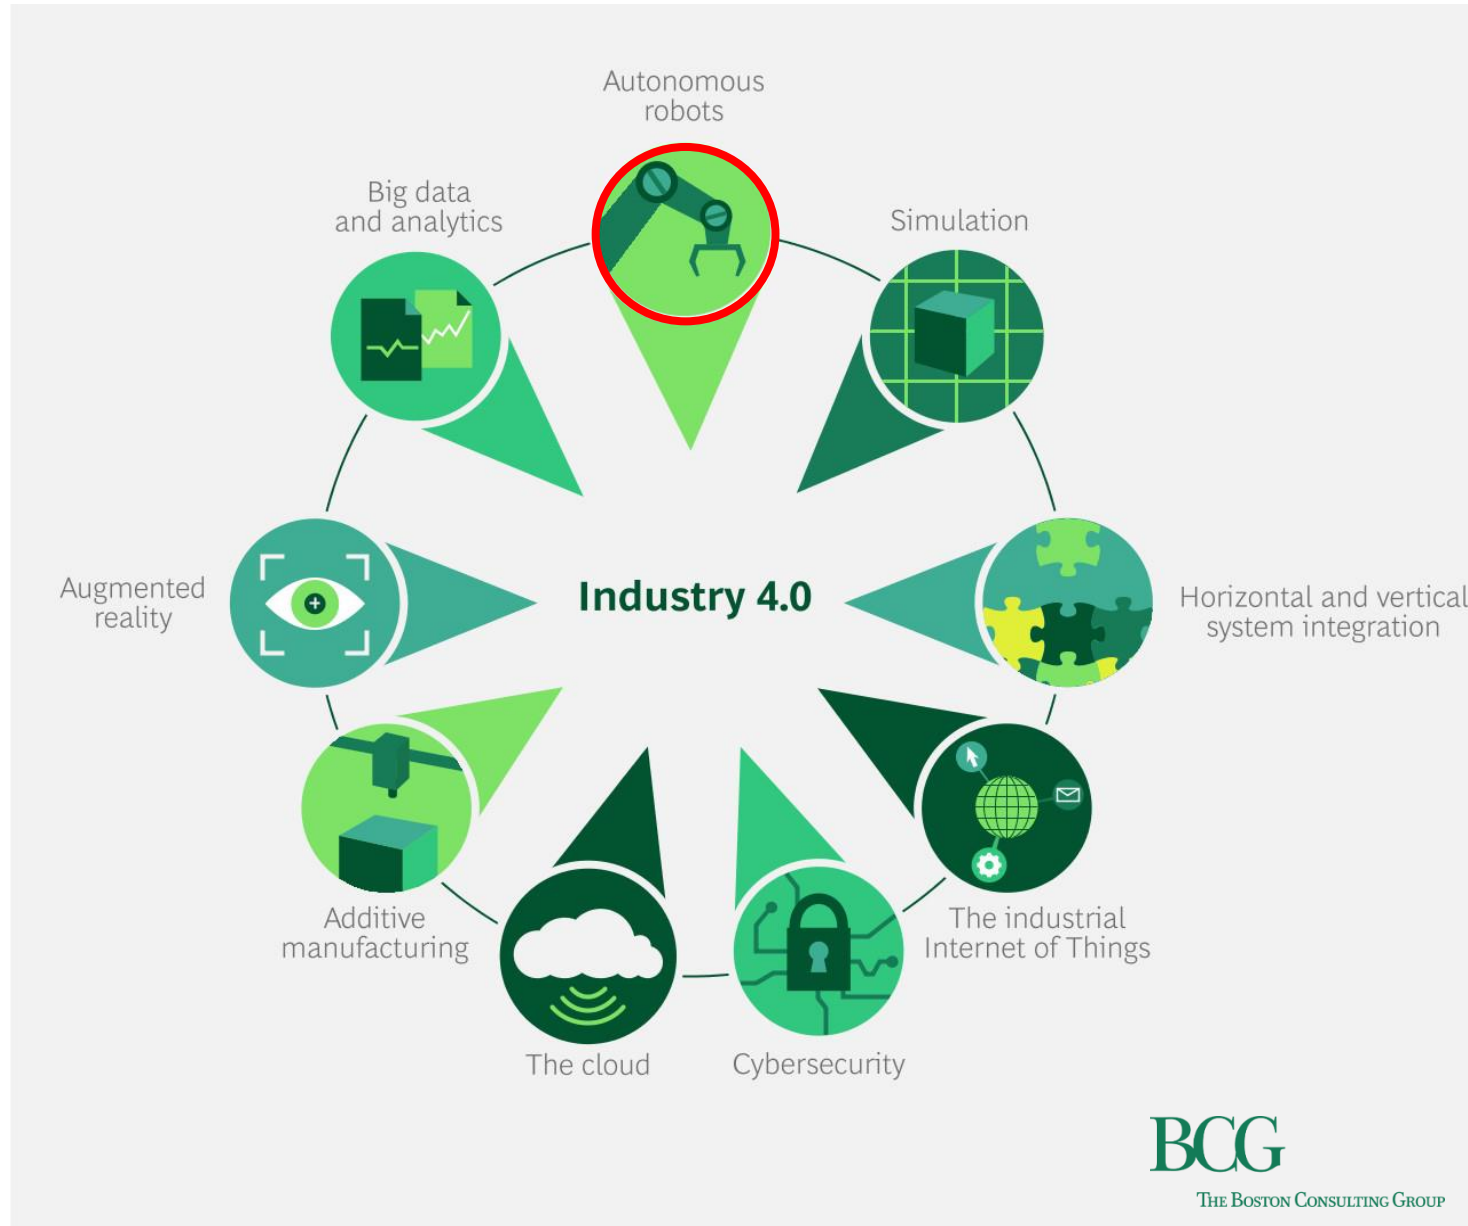 Autonomous
robots
Big data
and analytics
Simulation
Augmented
reality
Industry 4.0
Horizontal and vertical
system integration
Additive
manufacturing
The industrial
Internet of Things
The cloud
Cybersecurity
BCG
THE BOSTON CONSULTING GROUP